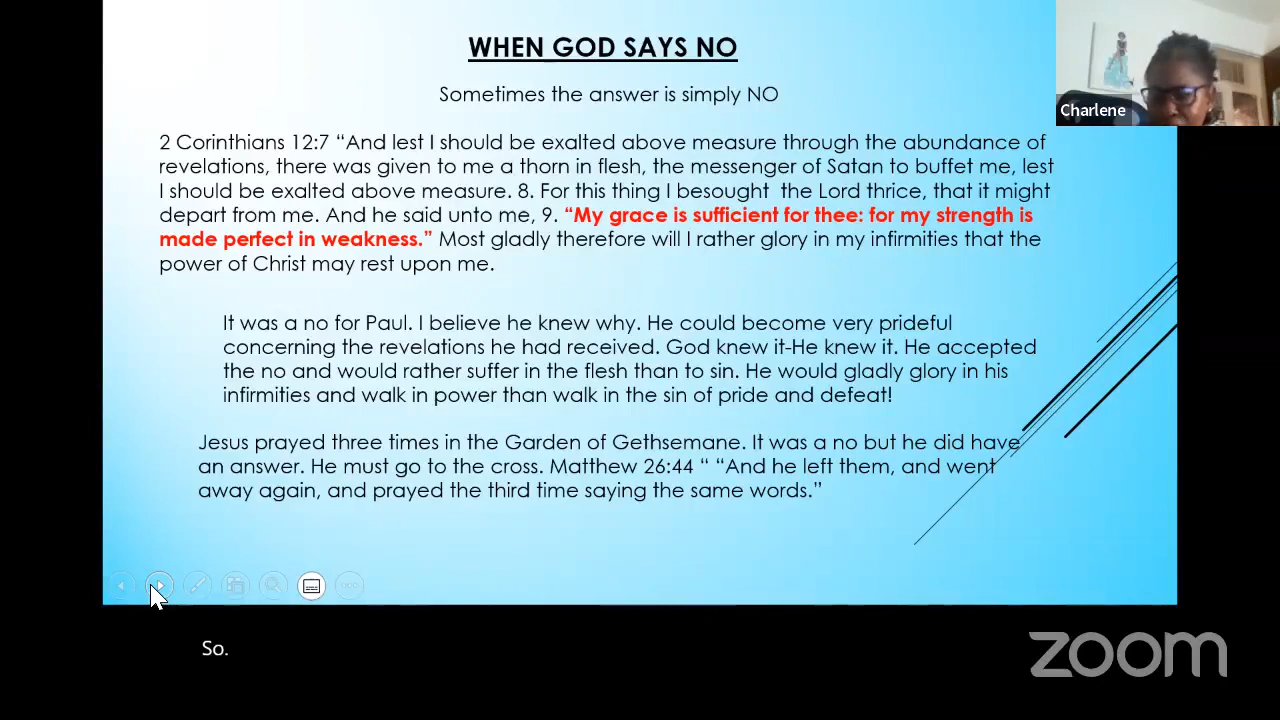 WHEN GOD SAYS NO
Sometimes the answer is simply NO
Charlene
2 Corinthians 12:7 “And lest I should be exalted above measure through the abundance of
revelations, there was given to me a thorn in flesh, the messenger of Satan to buffet me, lest
I should be exalted above measure. 8. For this thing I besought the Lord thrice, that it might
depart from me. And he said unto me, 9. “My grace is sufficient for thee: for my strength is
made perfect in weakness.” Most gladly therefore will I rather glory in my infirmities that the
power of Christ may rest upon me.
It was a no for Paul. I believe he knew why. He could become very prideful
concerning the revelations he had received. God knew it-He knew it. He accepted
the no and would rather suffer in the flesh than to sin. He would gladly glory in his
infirmities and walk in power than walk in the sin of pride and defeat!
Jesus prayed three times in the Garden of Gethsemane. It was a no but he did have
an answer. He must go to the cross. Matthew 26:44 “ “And he left them, and went
away again, and prayed the third time saying the same words.”
So.
zoom